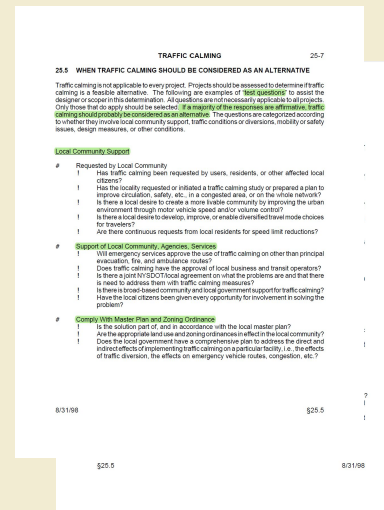 TRAFFIC CALMING 25-7
25.5 WHEN TRAFFIC CALMING SHOULD BE CONSIDERED AS AN ALTERNATIVE
Traffic calming is not applicable to every project. Projects should be assessed to determine if traffic
calming is a feasible alternative. The following are examples of "test questions" to assist the
designer or scoper in this determination. All questions are not necessarily applicable to all projects.
Only those that do apply should be selected. If a majority of the responses are affirmative, traffic
calming should probably be considered as an alternative. The questions are categorized according
to whether they involve local community support, traffic conditions or diversions, mobility or safety
issues, design measures, or other conditions.
Local Community Support
# Requested by Local Community
! Has traffic calming been requested by users, residents, or other affected local
citizens?
! Has the locality requested or initiated a traffic calming study or prepared a plan to
improve circulation, safety, etc., in a congested area, or on the whole network?
! Is there a local desire to create a more livable community by improving the urban
environment through motor vehicle speed and/or volume control?
! Is there a local desire to develop, improve, or enable diversified travel mode choices
for travelers?
! Are there continuous requests from local residents for speed limit reductions?
# Support of Local Community, Agencies, Services
! Will emergency services approve the use of traffic calming on other than principal
evacuation, fire, and ambulance routes?
! Does traffic calming have the approval of local business and transit operators?
! Is there a joint NYSDOT/local agreement on what the problems are and that there
is need to address them with traffic calming measures?
! Is there is broad-based community and local government support for traffic calming?
! Have the local citizens been given every opportunity for involvement in solving the
problem?
# Comply With Master Plan and Zoning Ordinance
! Is the solution part of, and in accordance with the local master plan?
! Are the appropriate land use and zoning ordinances in effect in the local community?
! Does the local government have a comprehensive plan to address the direct and
indirect effects of implementing traffic calming on a particular facility, i.e., the effects
of traffic diversion, the effects on emergency vehicle routes, congestion, etc.?
8/31/98 §25.5
§25.5 8/31/98